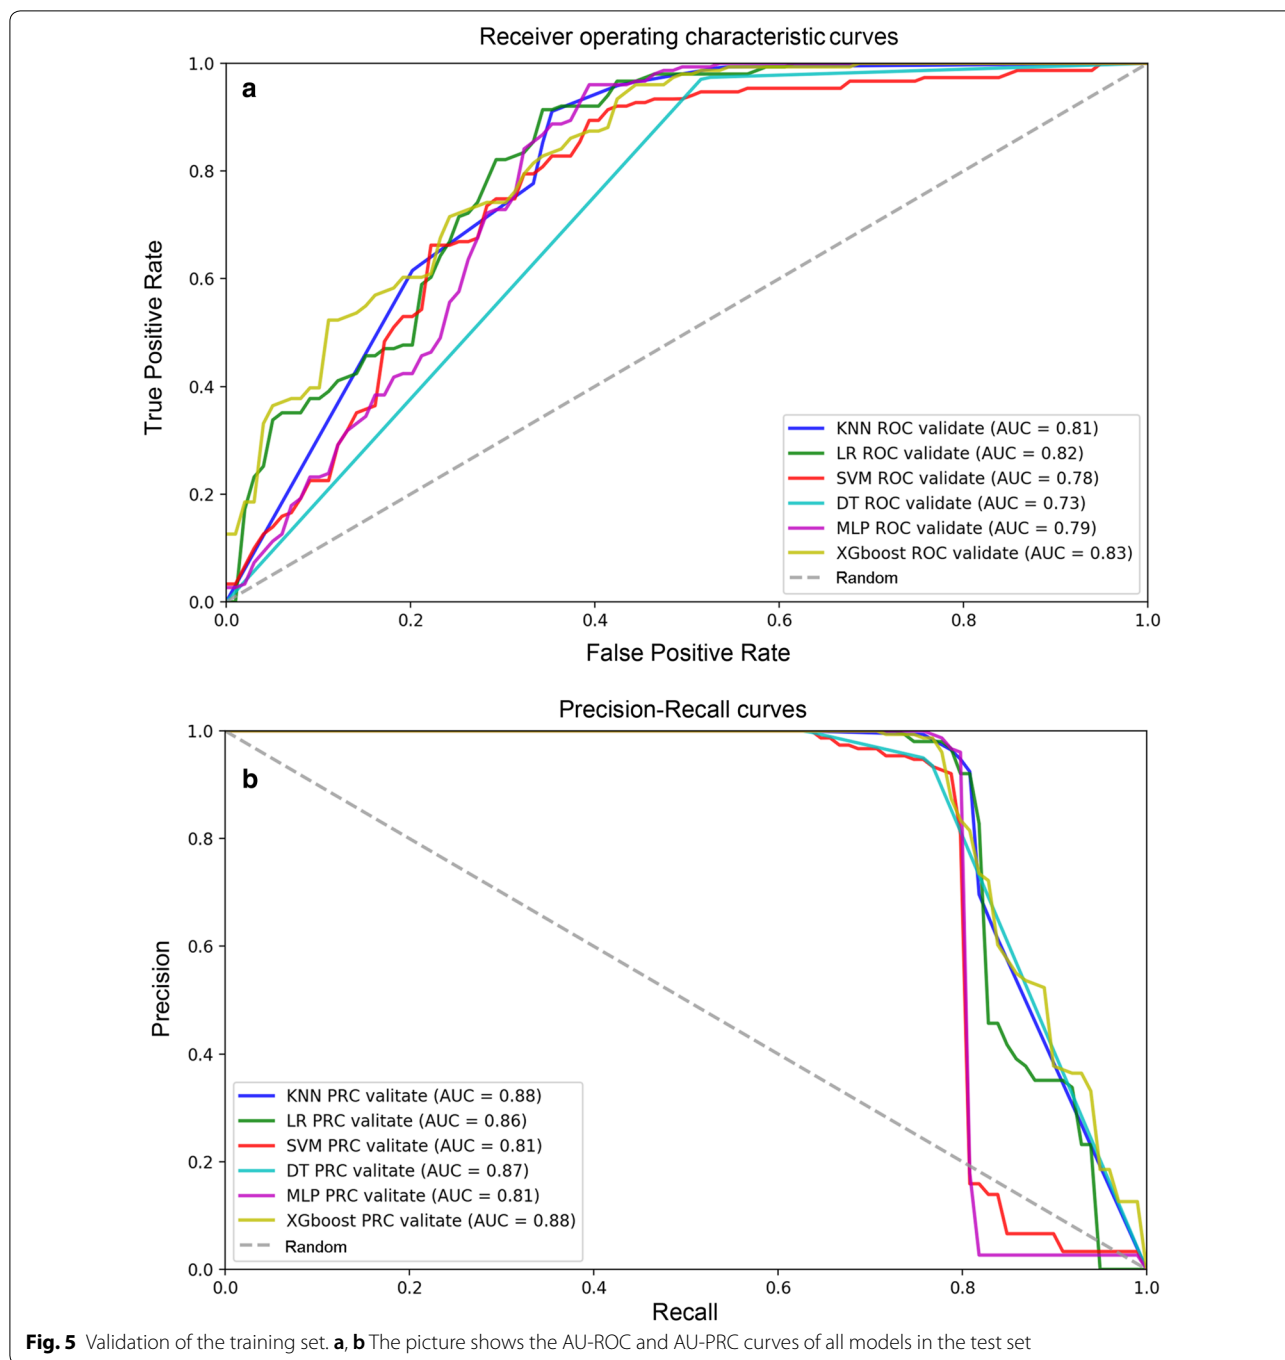 Receiver operating characteristic curves
a
1.0
0.8
0.6
0.4
0.2
0.0
True Positive Rate
KNN ROC validate (AUC = 0.81)
LR ROC validate (AUC = 0.82)
SVM ROC validate (AUC = 0.78)
DT ROC validate (AUC = 0.73)
MLP ROC validate (AUC = 0.79)
XGboost ROC validate (AUC = 0.83)
Random
0.0 0.2 0.4 0.6 0.8 1.0
False Positive Rate
Precision-Recall curves
b
1.0
0.8
0.6
0.4
0.2
0.0
Precision
KNN PRC valitate (AUC = 0.88)
LR PRC valitate (AUC = 0.86)
SVM PRC valitate (AUC = 0.81)
DT PRC valitate (AUC = 0.87)
MLP PRC valitate (AUC = 0.81)
XGboost PRC valitate (AUC = 0.88)
Random
0.0 0.2 0.4 0.6 0.8 1.0
Recall
Fig. 5 Validation of the training set. a, b The picture shows the AU-ROC and AU-PRC curves of all models in the test set